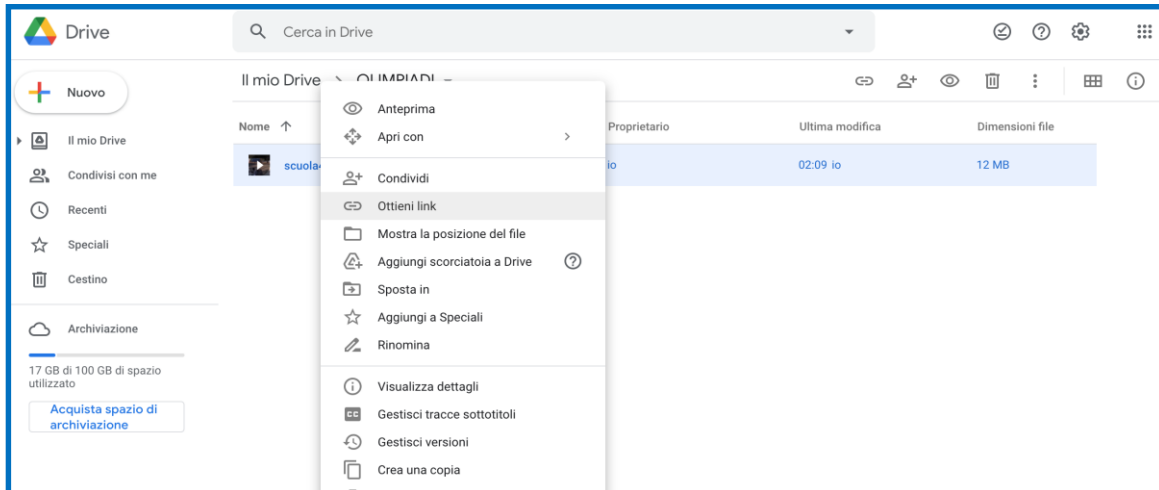 Drive
Cerca in Drive
Nuovo
Il mio Drive
Condivisi con me
Recenti
Speciali
Cestino
Archiviazione
17 GB di 100 GB di spazio
utilizzato
Acquista spazio di
archiviazione
Il mio Drive > OLIMPIADI
Nome Proprietario Ultima modifica Dimensioni file
io 02:09 io 12 MB
Anteprima
Apri con
Condividi
Ottieni link
Mostra la posizione del file
Aggiungi scorciatoia a Drive
Sposta in
Aggiungi a Speciali
Rinomina
Visualizza dettagli
CC Gestisci tracce sottotitoli
Gestisci versioni
Crea una copia